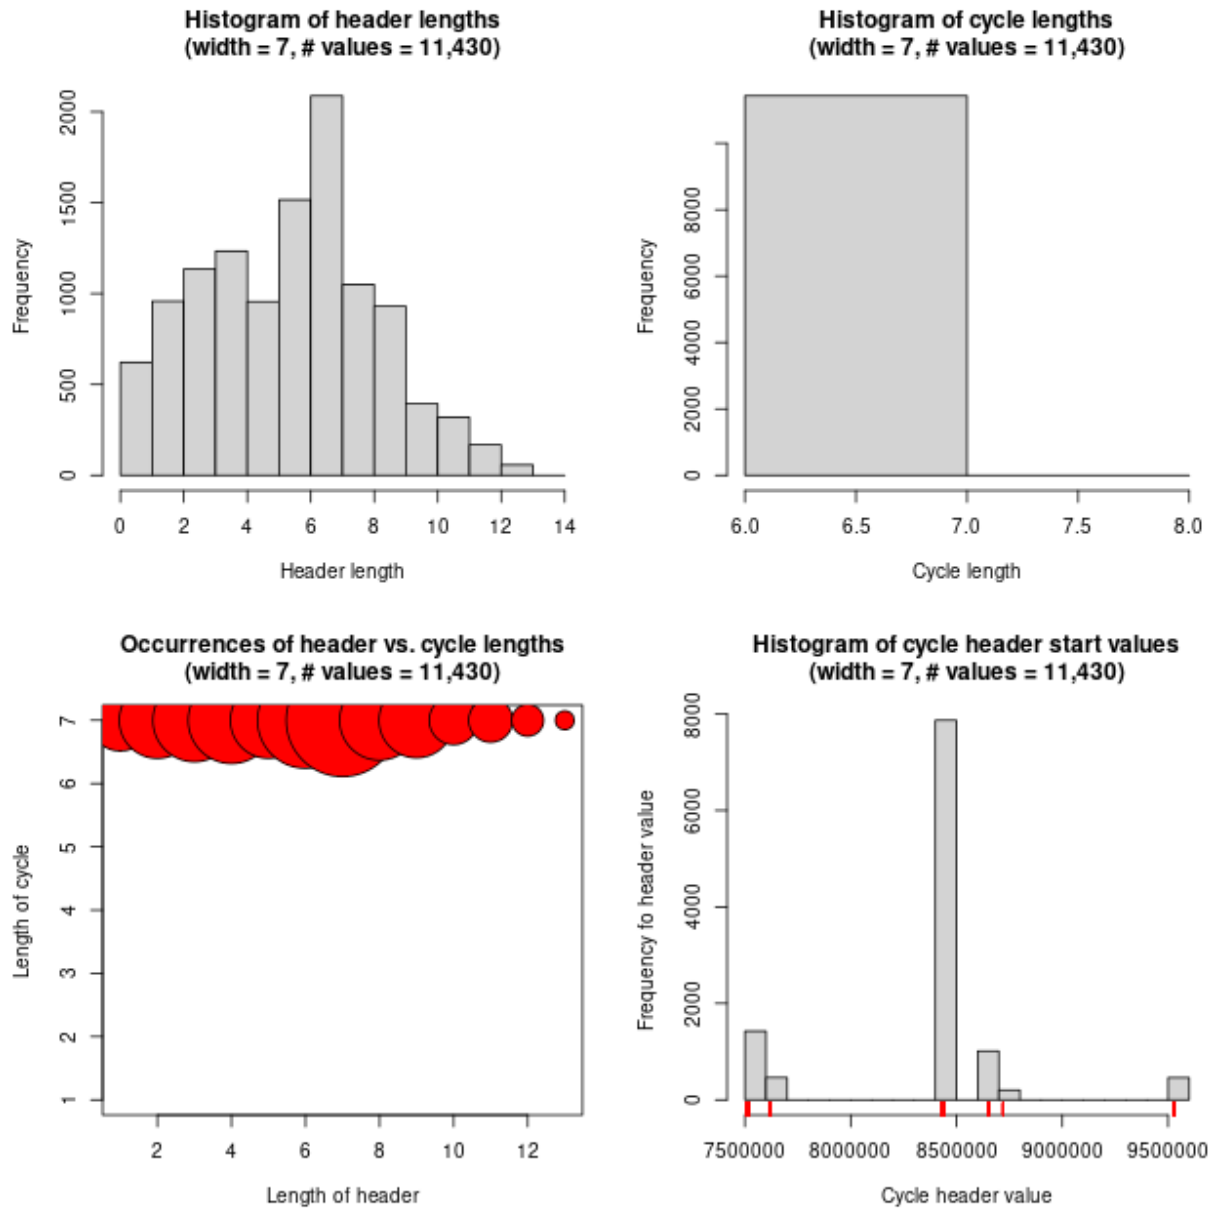 Histogram of header lengths
(width = 7, # values = 11,430)
Frequency
2000
1500
1000
500
0
0 2 4 6 8 10 12 14
Header length
Histogram of cycle lengths
(width = 7, # values = 11,430)
Frequency
8000
6000
4000
2000
0
6.0 6.5 7.0 7.5 8.0
Cycle length
Occurrences of header vs. cycle lengths
(width = 7, # values = 11,430)
Length of cycle
7
6
5
4
3
2
1
2 4 6 8 10 12
Length of header
Histogram of cycle header start values
(width = 7, # values = 11,430)
Frequency fo header value
8000
6000
4000
2000
0
7500000 8000000 8500000 9000000 9500000
Cycle header value